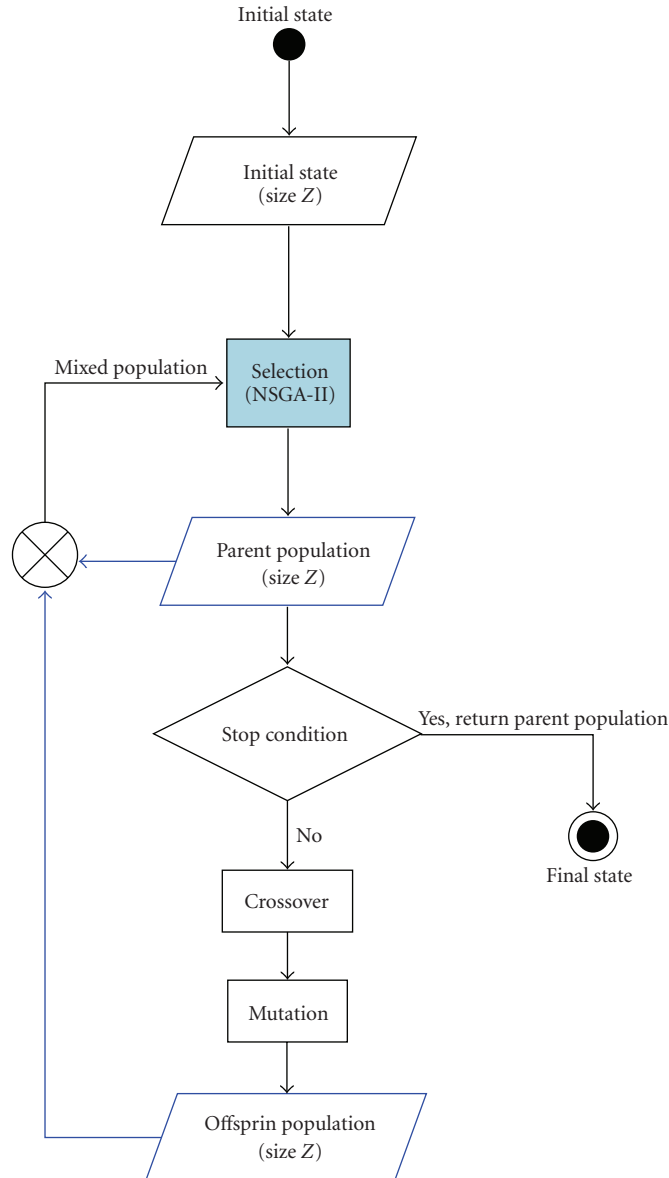 Initial state
Initial state
(size Z)
Mixed population
Selection
(NSGA-II)
Parent population
(size Z)
Stop condition
Yes, return parent population
No
Final state
Crossover
Mutation
Offsprin population
(size Z)